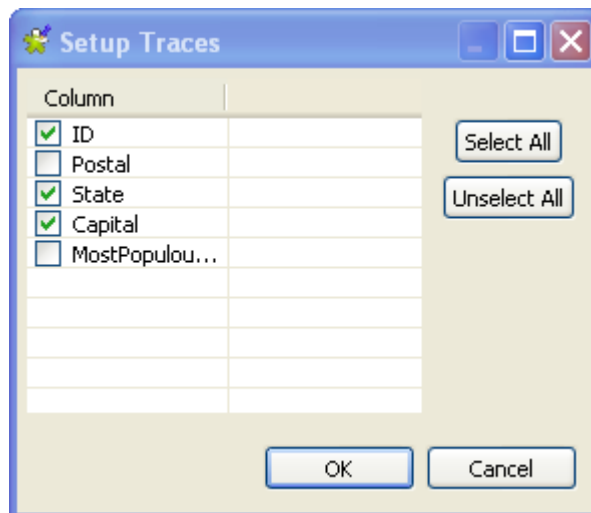 Setup Traces
Column
ID
Postal
State
Capital
MostPopulou...
Select All
Unselect All
OK
Cancel